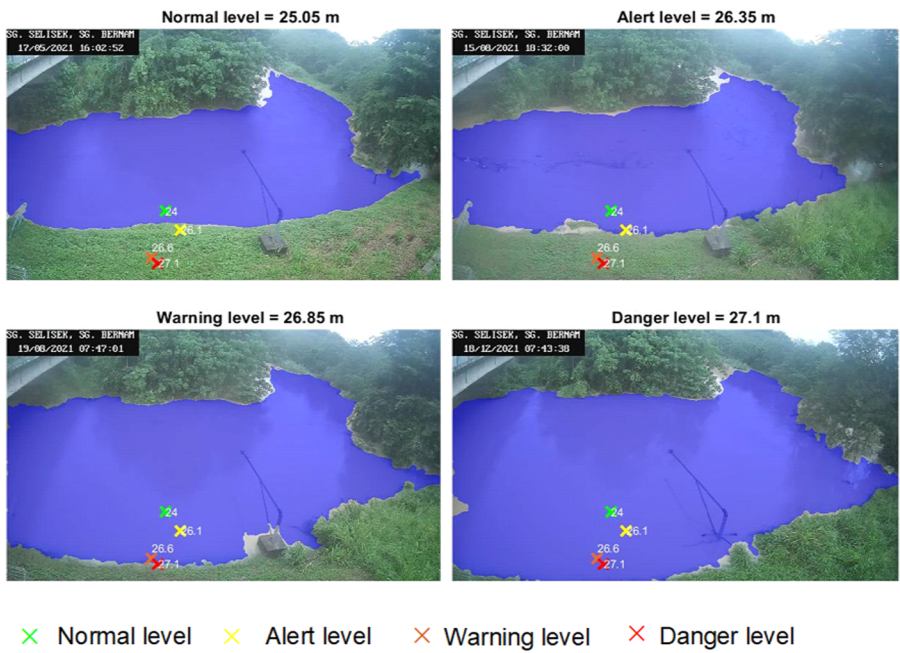 Normal level = 25.05 m
Alert level = 26.35 m
SG. SELISEK, SG. BERNAM
17/05/2021 16:02:52
SG. SELISEK, SG. BERNAM
15/08/2021 18:32:00
24
26.1
26.6
27.1
24
26.1
26.6
27.1
Warning level = 26.85 m
Danger level = 27.1 m
SG. SELISEK, SG. BERNAM
19/08/2021 07:47:01
SG. SELISEK, SG. BERNAM
18/12/2021 07:43:38
24
26.1
26.6
27.1
24
26.1
26.6
27.1
Normal level
Alert level
Warning level
Danger level